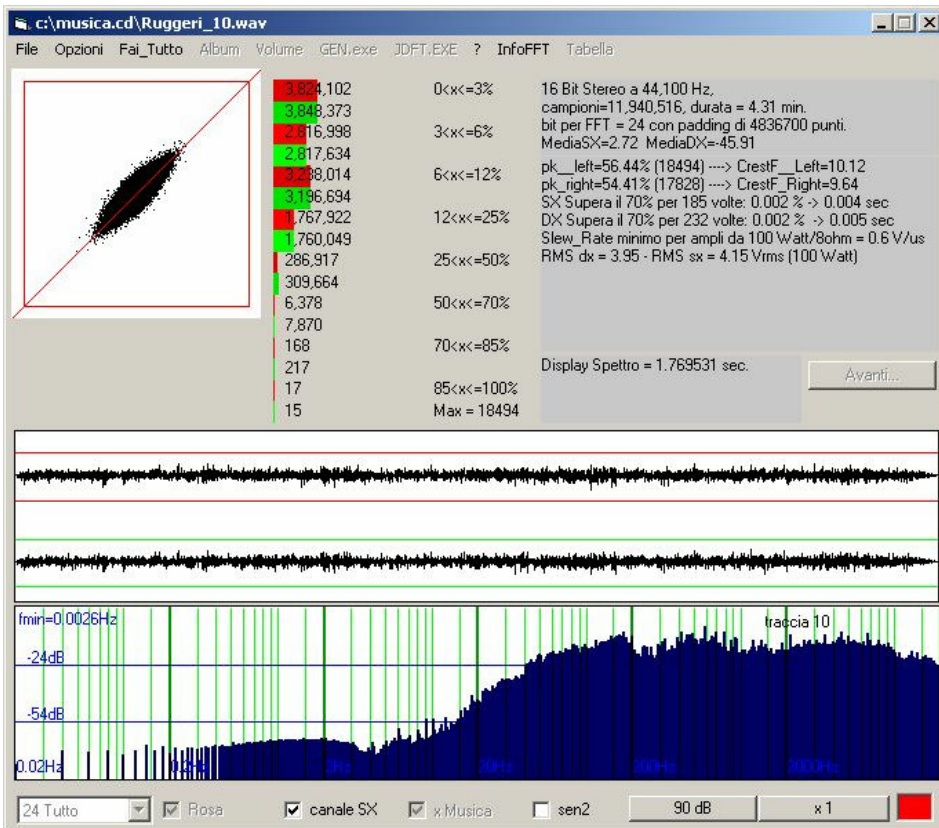 c:\musica.cd\Ruggeri_10.wav
File Opzioni Fai_Tutto Album Volume GEN.exe JDFT.EXE ? InfoFFT Tabella
3,824,102 0<x<=3%
3,848,373
2,816,998 3<x<=6%
2,817,634
3,238,014 6<x<=12%
3,196,694
1,767,922 12<x<=25%
1,760,049
286,917 25<x<=50%
309,664
6,378 50<x<=70%
7,870
168 70<x<=85%
217
17 85<x<=100%
15 Max = 18494
16 Bit Stereo a 44,100 Hz,
campioni=11,940,516, durata = 4.31 min.
bit per FFT = 24 con padding di 4836700 punti.
MediaSX=2.72 MediaDX=-45.91
pk__left=56.44% (18494) ----> CrestF__Left=10.12
pk_right=54.41% (17828) ----> CrestF_Right=9.64
SX Supera il 70% per 185 volte: 0.002 % -> 0.004 sec
DX Supera il 70% per 232 volte: 0.002 % -> 0.005 sec
Slew_Rate minimo per ampli da 100 Watt/8ohm = 0.6 V/us
RMS dx = 3.95 - RMS sx = 4.15 Vrms (100 Watt)
Display Spettro = 1.769531 sec.
Avanti...
fmin=0.0026Hz
traccia 10
-24dB
-54dB
0.02Hz 0.2Hz 2Hz 20Hz 200Hz 2000Hz
24 Tutto Rosa canale SX x Musica sen2 90 dB x 1